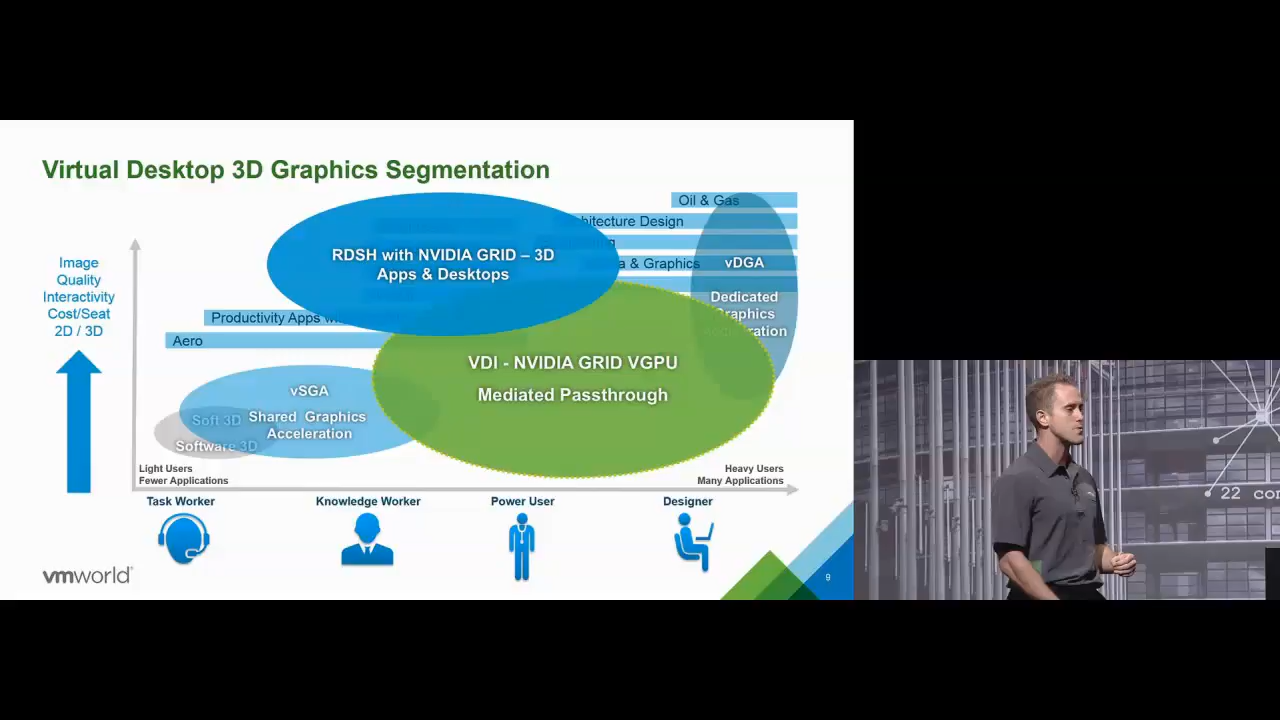 Virtual Desktop 3D Graphics Segmentation
Oil & Gas
Design
& Graphics
RDSH with NVIDIA GRID – 3D
Apps & Desktops
vDGA
Dedicated
Graphics
Image
Quality
Interactivity
Cost/Seat
2D / 3D
Productivity Apps
Aero
VDI - NVIDIA GRID VGPU
Mediated Passthrough
vSGA
Shared Graphics
Acceleration
Soft 3D
Software 3D
Light Users
Fewer Applications
Heavy Users
Many Applications
Task Worker
Knowledge Worker
Power User
Designer
vmworld
9
22